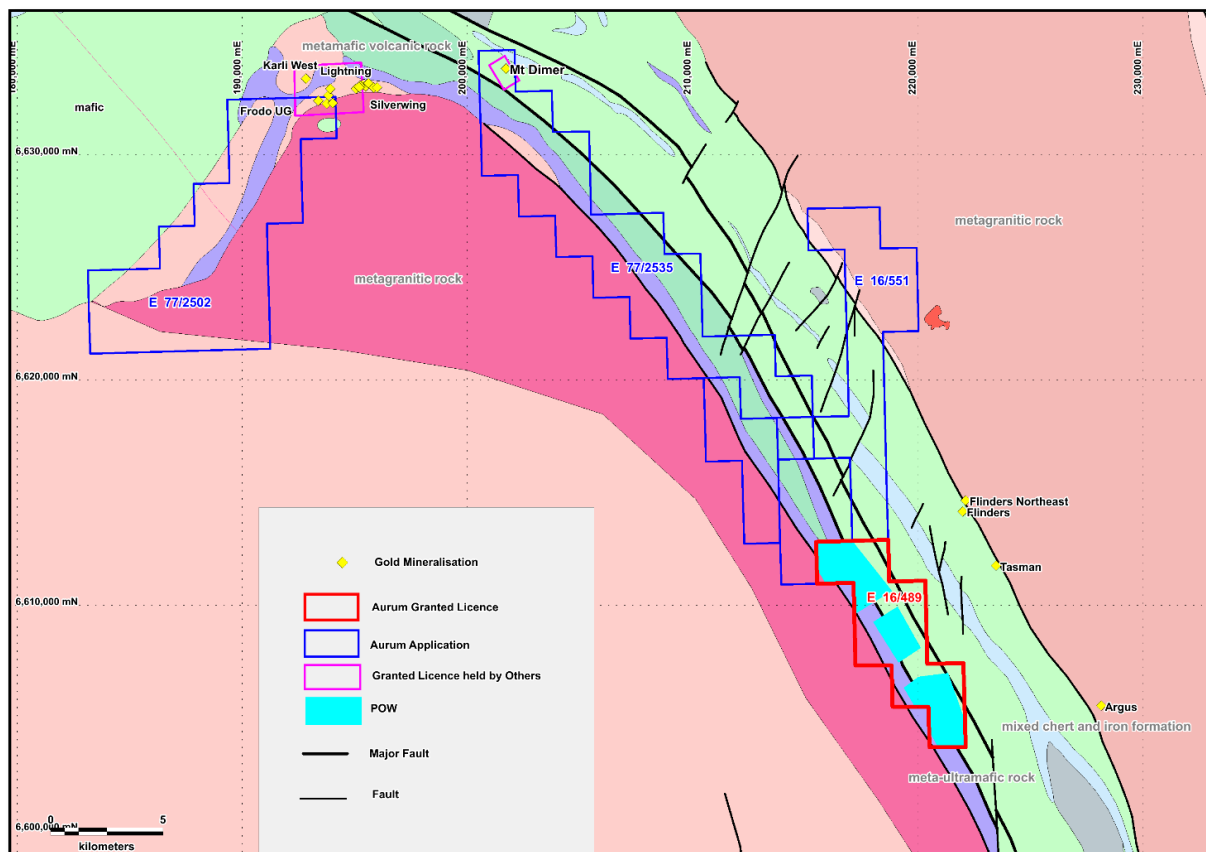 180,000 mE
190,000 mE
200,000 mE
210,000 mE
220,000 mE
230,000 mE
metamafic volcanic rock
Karli West
Lightning
Mt Dimer
mafic
Frodo UG
Silverwing
6,630,000 mN
metagranitic rock
E 77/2535
metagranitic rock
E 16/551
E 77/2502
6,620,000 mN
Flinders Northeast
Flinders
Gold Mineralisation
Tasman
Aurum Granted Licence
6,610,000 mN
E 16/489
Aurum Application
Granted Licence held by Others
POW
Argus
mixed chert and iron formation
Major Fault
meta-ultramafic rock
Fault
6,600,000 mN
0 5
kilometers